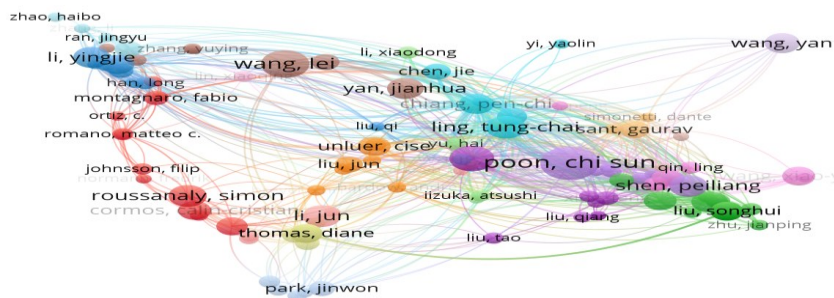 zhao, haibo
ran, jingyu
zhang, yuying
li, yingjie
wang, lei
li, xiaodong
yi, yaolin
wang, yan
chen, jie
han, long
yan, jianhua
montagnaro, fabio
chiang, pen-chi
ortiz, c.
simonetti, dante
romano, matteo c.
liu, qi
ling, tung-chai
sant, gaurav
unluer, cise
yu, hai
johnsson, filip
liu, jun
poon, chi sun
qin, ling
roussanaly, simon
iizuka, atsushi
shen, peiliang
cormos, calin-cristian
li, jun
liu, qiang
liu, songhui
zhu, jianping
thomas, diane
liu, tao
park, jinwon